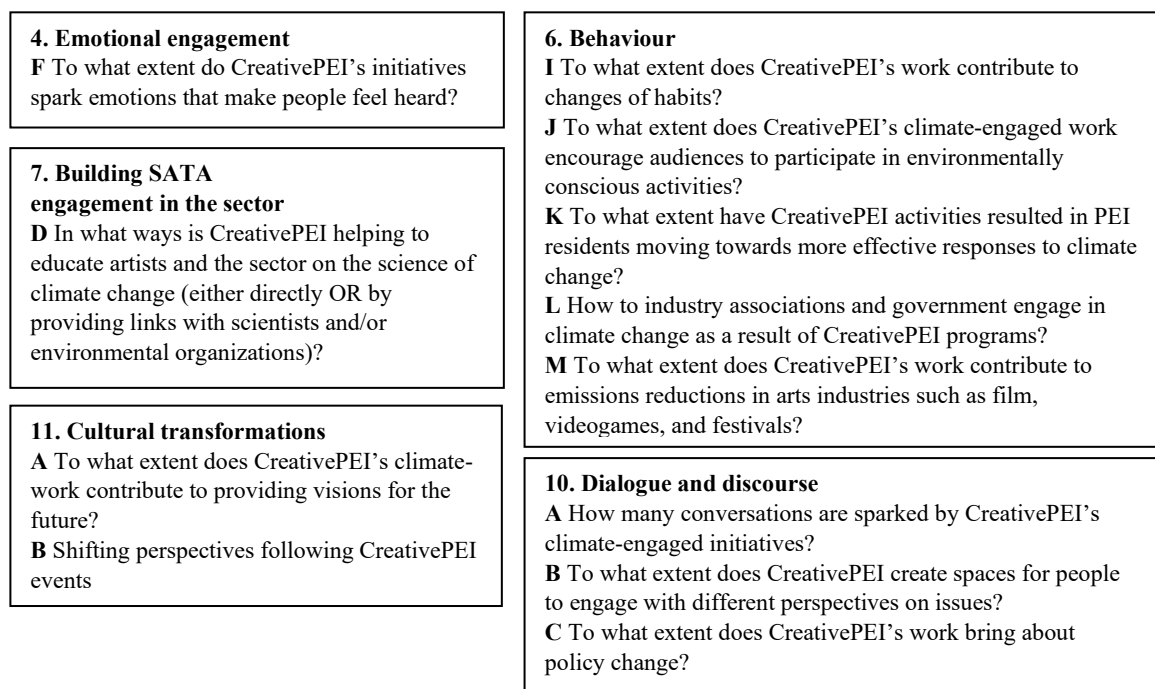 4. Emotional engagement
F To what extent do CreativePEI’s initiatives
spark emotions that make people feel heard?
7. Building SATA
engagement in the sector
D In what ways is CreativePEI helping to
educate artists and the sector on the science of
climate change (either directly OR by
providing links with scientists and/or
environmental organizations)?
11. Cultural transformations
A To what extent does CreativePEI’s climate-
work contribute to providing visions for the
future?
B Shifting perspectives following CreativePEI
events
6. Behaviour
I To what extent does CreativePEI’s work contribute to
changes of habits?
J To what extent does CreativePEI’s climate-engaged work
encourage audiences to participate in environmentally
conscious activities?
K To what extent have CreativePEI activities resulted in PEI
residents moving towards more effective responses to climate
change?
L How to industry associations and government engage in
climate change as a result of CreativePEI programs?
M To what extent does CreativePEI’s work contribute to
emissions reductions in arts industries such as film,
videogames, and festivals?
10. Dialogue and discourse
A How many conversations are sparked by CreativePEI’s
climate-engaged initiatives?
B To what extent does CreativePEI create spaces for people
to engage with different perspectives on issues?
C To what extent does CreativePEI’s work bring about
policy change?